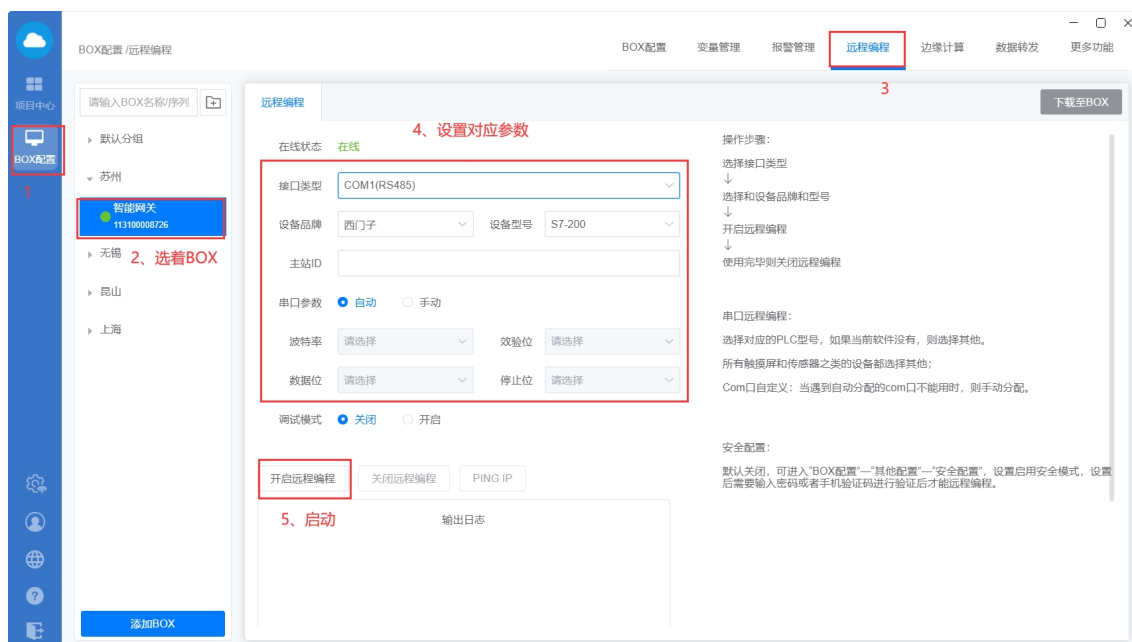 BOX配置 /远程编程
BOX配置 变量管理 报警管理 远程编程 边缘计算 数据转发 更多功能
3
项目中心
BOX配置
1
请输入BOX名称/序列
默认分组
苏州
智能网关
113100008726
无锡
2、选着BOX
昆山
上海
添加BOX
远程编程
下载至BOX
4、设置对应参数
在线状态 在线
接口类型 COM1(RS485)
设备品牌 西门子 设备型号 S7-200
主站ID
串口参数 自动 手动
波特率 请选择 效验位 请选择
数据位 请选择 停止位 请选择
调试模式 关闭 开启
开启远程编程 关闭远程编程 PING IP
5、启动
输出日志
操作步骤：
选择接口类型
↓
选择和设备品牌和型号
↓
开启远程编程
↓
使用完毕则关闭远程编程
串口远程编程：
选择对应的PLC型号，如果当前软件没有，则选择其他。
所有触摸屏和传感器之类的设备都选择其他；
Com口自定义：当遇到自动分配的com口不能用时，则手动分配。
安全配置：
默认关闭，可进入“BOX配置”—“其他配置”—“安全配置”，设置启用安全模式，设置
后需要输入密码或者手机验证码进行验证后才能远程编程。